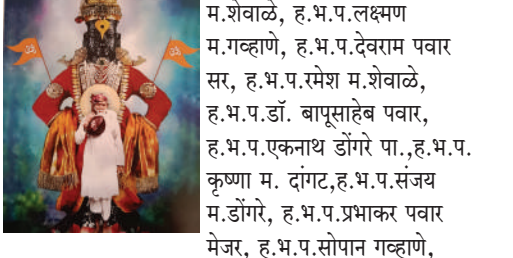 म.शेवाळे, ह.भ.प.लक्ष्मण
म.गव्हाणे, ह.भ.प.देवराम पवार
सर, ह.भ.प.रमेश म.शेवाळे,
ह.भ.प.डॉ. बापूसाहेब पवार,
ह.भ.प.एकनाथ डोंगरे पा.,ह.भ.प.
कृष्णा म. दांगट,ह.भ.प.संजय
म.डोंगरे, ह.भ.प.प्रभाकर पवार
मेजर, ह.भ.प.सोपान गव्हाणे,